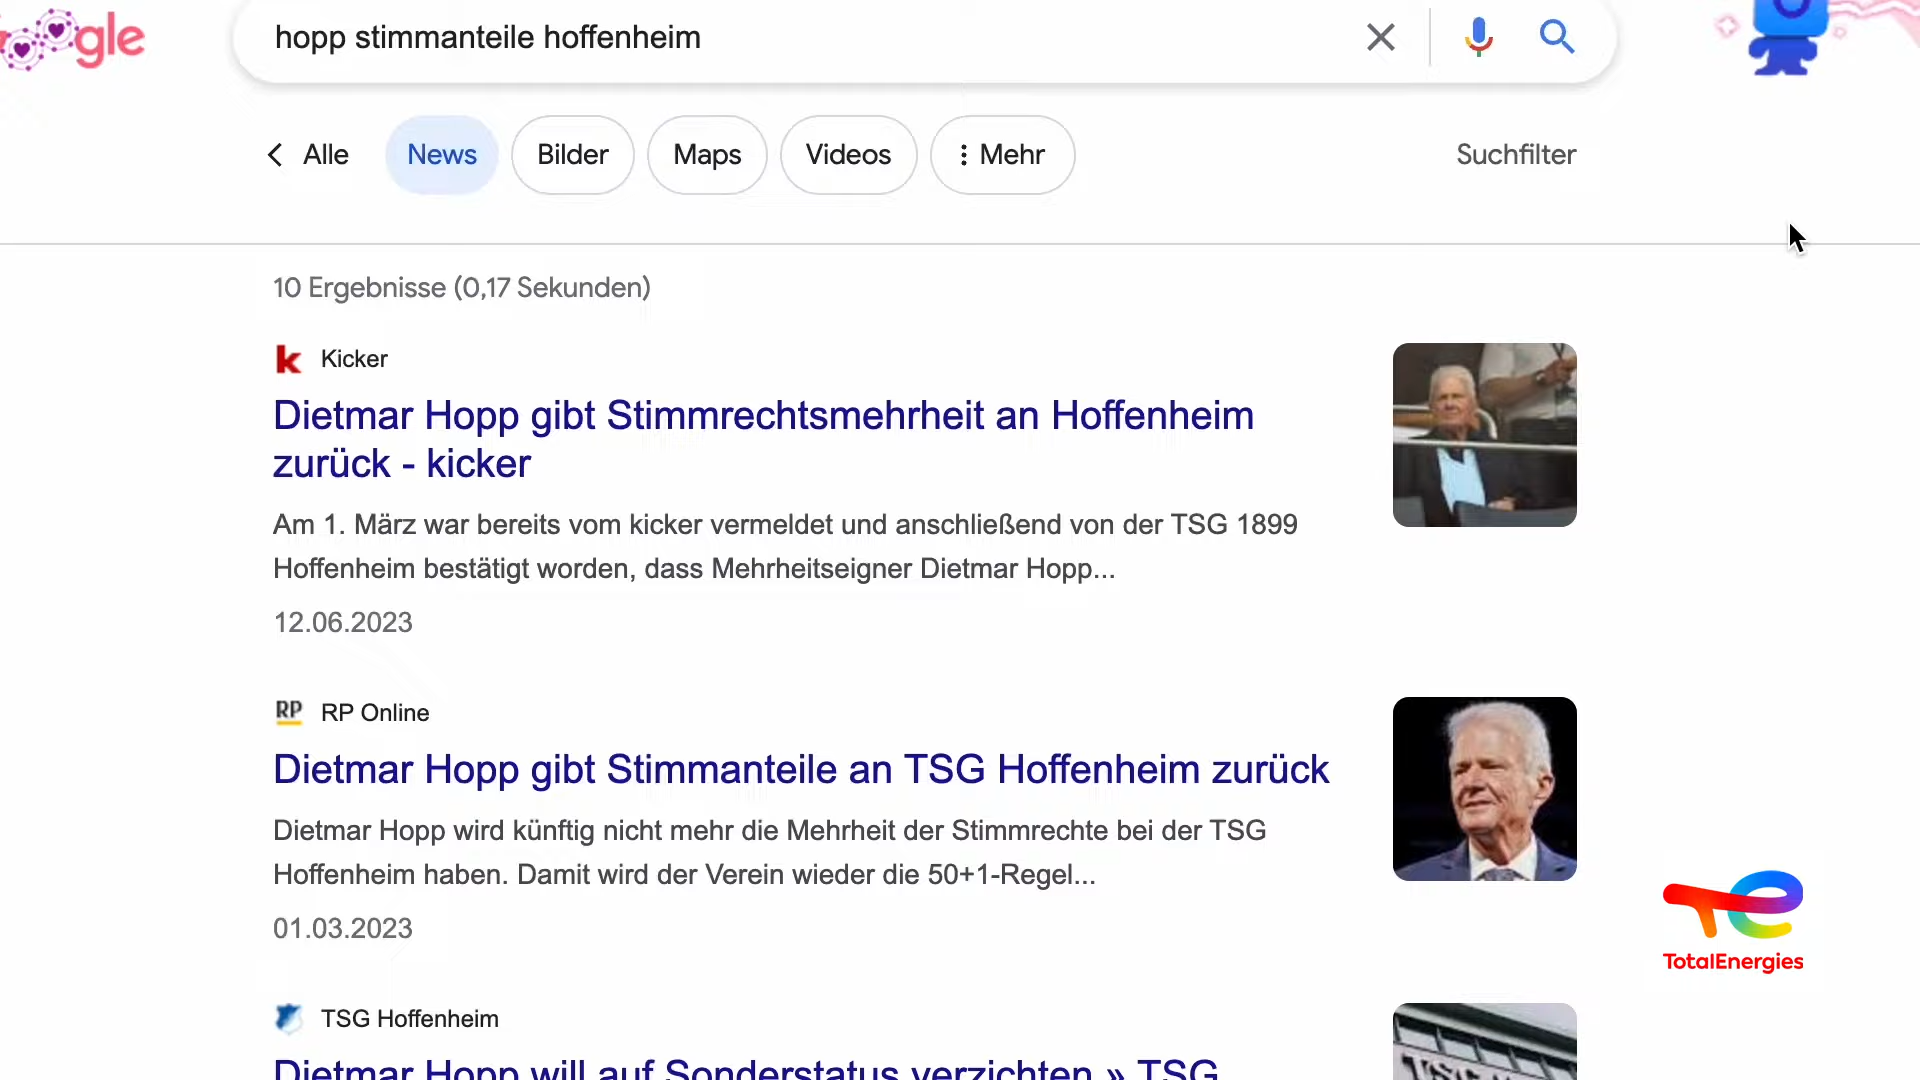 gle
hopp stimmanteile hoffenheim
Alle
News
Bilder
Maps
Videos
Mehr
Suchfilter
10 Ergebnisse (0,17 Sekunden)
Kicker
Dietmar Hopp gibt Stimmrechtsmehrheit an Hoffenheim
zurück - kicker
Am 1. März war bereits vom kicker vermeldet und anschließend von der TSG 1899
Hoffenheim bestätigt worden, dass Mehrheitseigner Dietmar Hopp...
12.06.2023
RP RP Online
Dietmar Hopp gibt Stimmanteile an TSG Hoffenheim zurück
Dietmar Hopp wird künftig nicht mehr die Mehrheit der Stimmrechte bei der TSG
Hoffenheim haben. Damit wird der Verein wieder die 50+1-Regel...
01.03.2023
TotalEnergies
TSG Hoffenheim
Dietmar Hopp will auf Sonderstatus verzichten » TSG